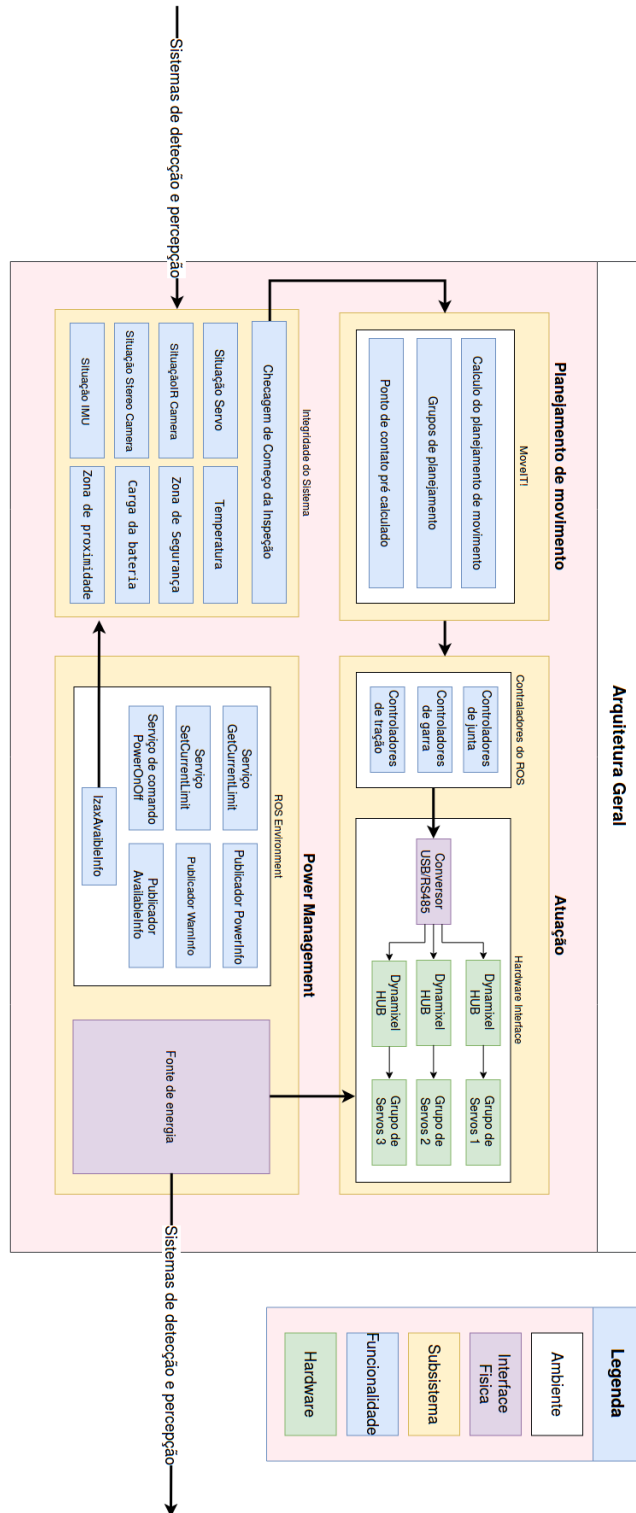 Arquitetura Geral
Planejamento de movimento
MoveIT!
Calculo do planejamento de movimento
Grupos de planejamento
Ponto de contato pré calculado
Atuação
Contraladores do ROS
Controladores
de junta
Controladores
de garra
Controladores
de tração
Hardware Interface
Conversor
USB/RS485
Dynamixel
HUB
Dynamixel
HUB
Dynamixel
HUB
Grupo de
Servos 1
Grupo de
Servos 2
Grupo de
Servos 3
Sistemas de detecção e percepção
Integridade do Sistema
Checagem de Começo da Inspeção
Situação Servo
Temperatura
SituaçãoIR Camera
Zona de
Segurança
Situação Stereo Camera
Carga da
bateria
Situação IMU
Zona de
proximidade
Power Management
ROS Environment
Serviço
GetCurrentLimit
Publicador PowerInfo
Serviço
SetCurrentLimit
Publicador WarnInfo
Serviço de comando
PowerOnOff
Publicador
AvailableInfo
IzaxAvaibleInfo
Fonte de energia
Sistemas de detecção e percepção
Legenda
Ambiente
Interface
Fisica
Subsistema
Funcionalidade
Hardware